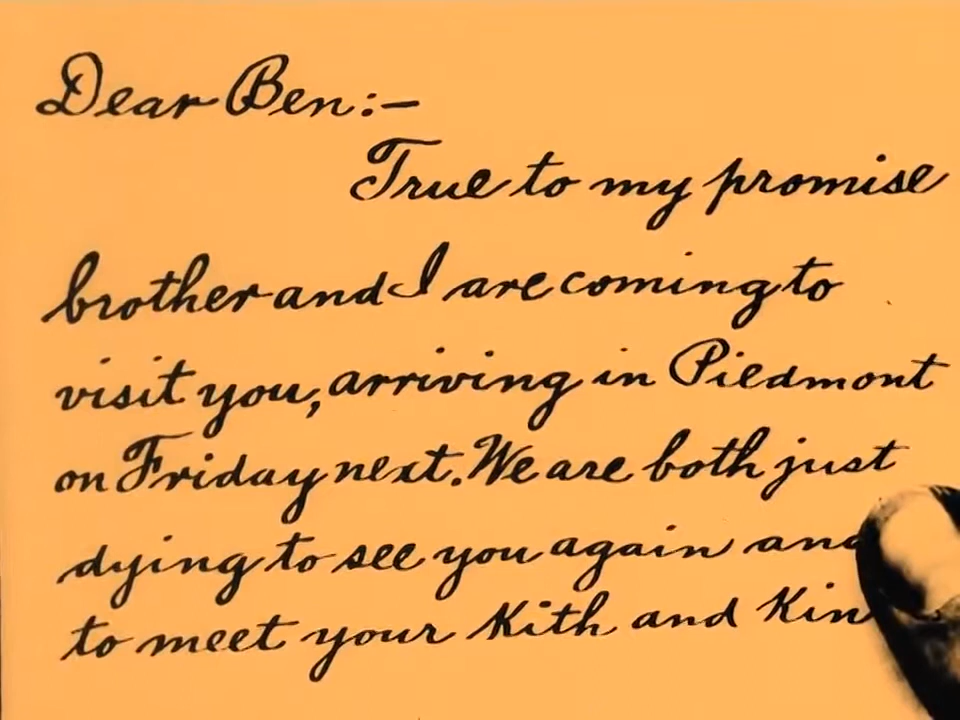 Dear Ben:–
True to my promise
brother and I are coming to
visit you, arriving in Piedmont
on Friday next. We are both just
dying to see you again and
to meet your Kith and Kin